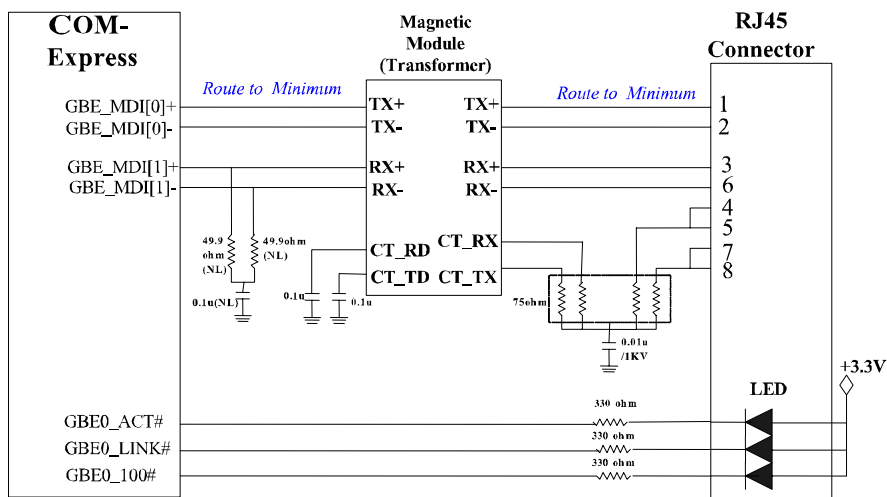 COM-
Express
Magnetic
Module
(Transformer)
RJ45
Connector
Route to Minimum
Route to Minimum
GBE_MDI[0]+
GBE_MDI[0]-
GBE_MDI[1]+
GBE_MDI[1]-
TX+
TX-
RX+
RX-
TX+
TX-
RX+
RX-
1
2
3
6
4
5
7
8
CT_RD
CT_TD
CT_RX
CT_TX
49.9
ohm
(NL)
49.9ohm
(NL)
0.1u(NL)
0.1u
0.1u
75ohm
0.01u
/1KV
+3.3V
LED
GBE0_ACT#
GBE0_LINK#
GBE0_100#
330 ohm
330 ohm
330 ohm